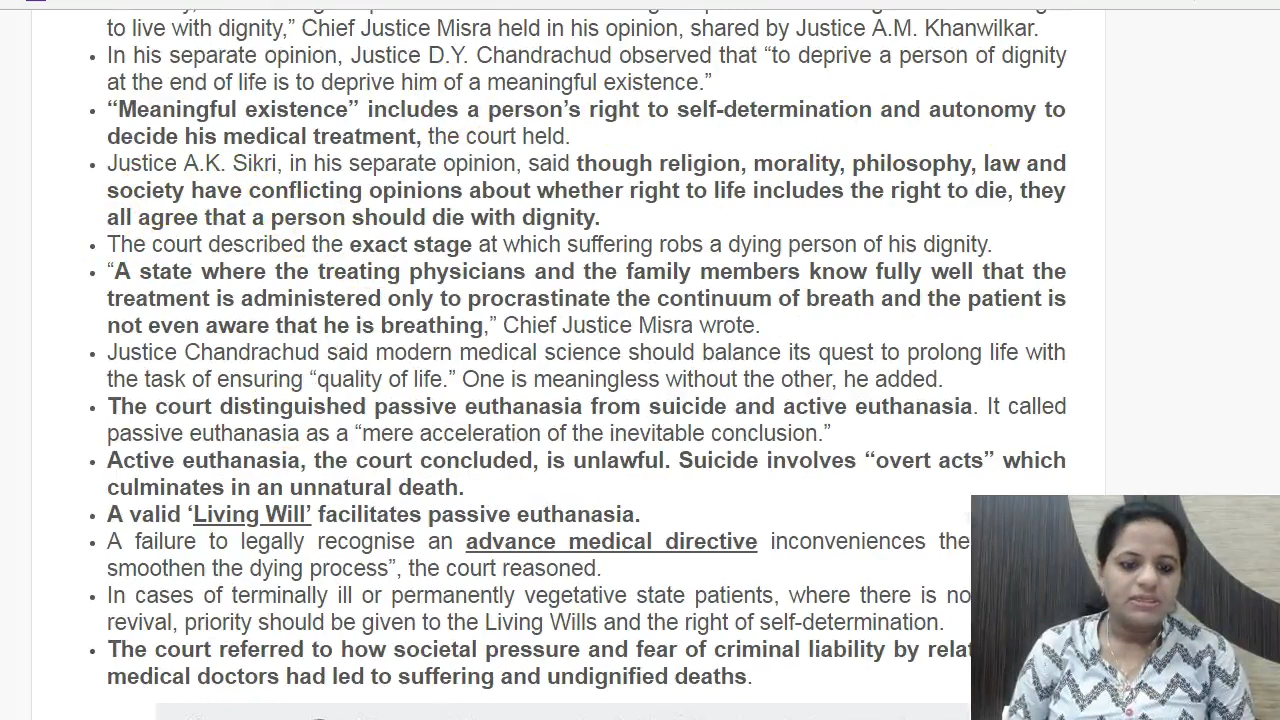 to live with dignity,” Chief Justice Misra held in his opinion, shared by Justice A.M. Khanwilkar.
• In his separate opinion, Justice D.Y. Chandrachud observed that “to deprive a person of dignity
at the end of life is to deprive him of a meaningful existence.”
• “Meaningful existence” includes a person’s right to self-determination and autonomy to
decide his medical treatment, the court held.
• Justice A.K. Sikri, in his separate opinion, said though religion, morality, philosophy, law and
society have conflicting opinions about whether right to life includes the right to die, they
all agree that a person should die with dignity.
• The court described the exact stage at which suffering robs a dying person of his dignity.
• “A state where the treating physicians and the family members know fully well that the
treatment is administered only to procrastinate the continuum of breath and the patient is
not even aware that he is breathing,” Chief Justice Misra wrote.
• Justice Chandrachud said modern medical science should balance its quest to prolong life with
the task of ensuring “quality of life.” One is meaningless without the other, he added.
• The court distinguished passive euthanasia from suicide and active euthanasia. It called
passive euthanasia as a “mere acceleration of the inevitable conclusion.”
• Active euthanasia, the court concluded, is unlawful. Suicide involves “overt acts” which
culminates in an unnatural death.
• A valid ‘Living Will’ facilitates passive euthanasia.
• A failure to legally recognise an advance medical directive inconveniences the
smoothen the dying process”, the court reasoned.
• In cases of terminally ill or permanently vegetative state patients, where there is no
revival, priority should be given to the Living Wills and the right of self-determination.
• The court referred to how societal pressure and fear of criminal liability by
medical doctors had led to suffering and undignified deaths.